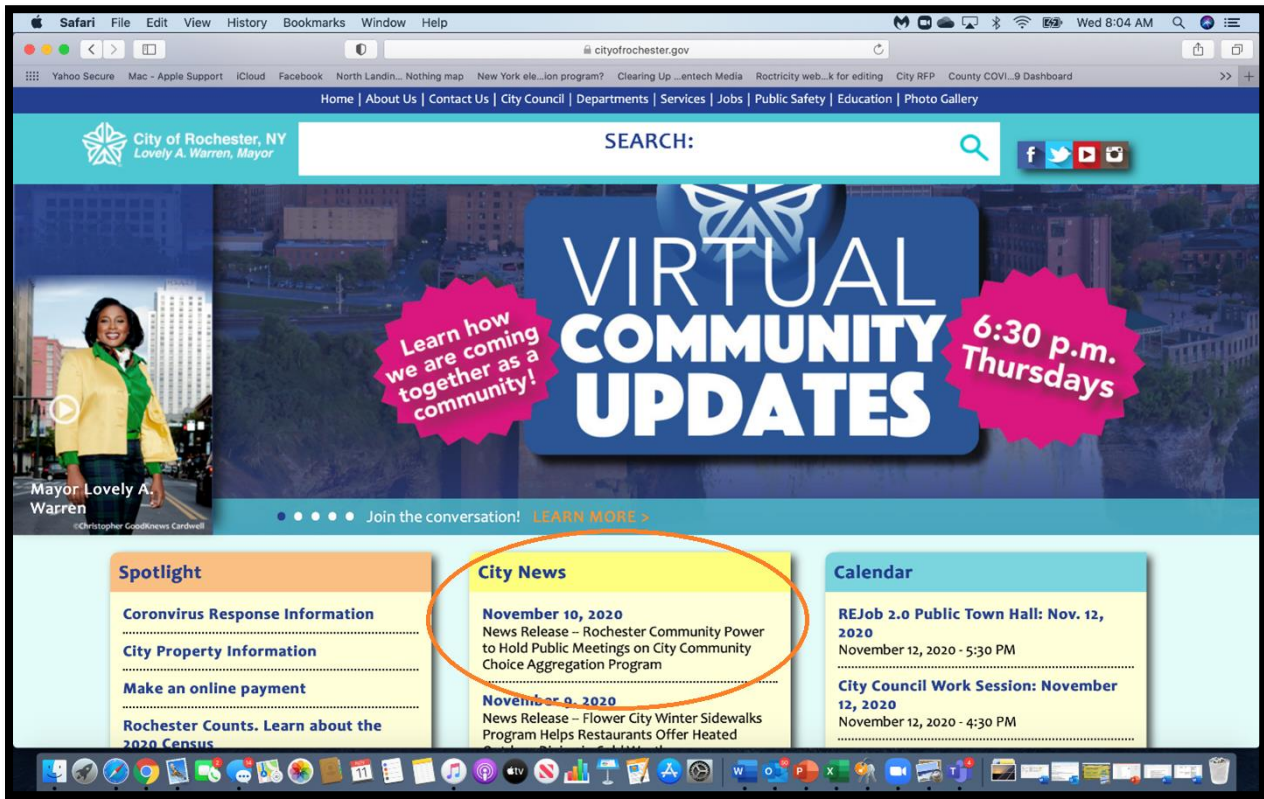 Safari File Edit View History Bookmarks Window Help
Wed 8:04 AM
cityofrochester.gov
Yahoo Secure Mac - Apple Support iCloud Facebook North Landin... Nothing map New York ele...ion program? Clearing Up ...entech Media Roctricity web...k for editing City RFP County COVI...9 Dashboard >> +
Home | About Us | Contact Us | City Council | Departments | Services | Jobs | Public Safety | Education | Photo Gallery
City of Rochester, NY
Lovely A. Warren, Mayor
SEARCH:
Learn how
we are coming
together as a
community!
VIRTUAL
COMMUNITY
UPDATES
6:30 p.m.
Thursdays
Mayor Lovely A.
Warren
©Christopher GoodKnews Cardwell
Join the conversation! LEARN MORE >
Spotlight
Coronvirus Response Information
City Property Information
Make an online payment
Rochester Counts. Learn about the
2020 Census
City News
November 10, 2020
News Release – Rochester Community Power
to Hold Public Meetings on City Community
Choice Aggregation Program
November 9, 2020
News Release – Flower City Winter Sidewalks
Program Helps Restaurants Offer Heated
Calendar
REJob 2.0 Public Town Hall: Nov. 12,
2020
November 12, 2020 - 5:30 PM
City Council Work Session: November
12, 2020
November 12, 2020 - 4:30 PM